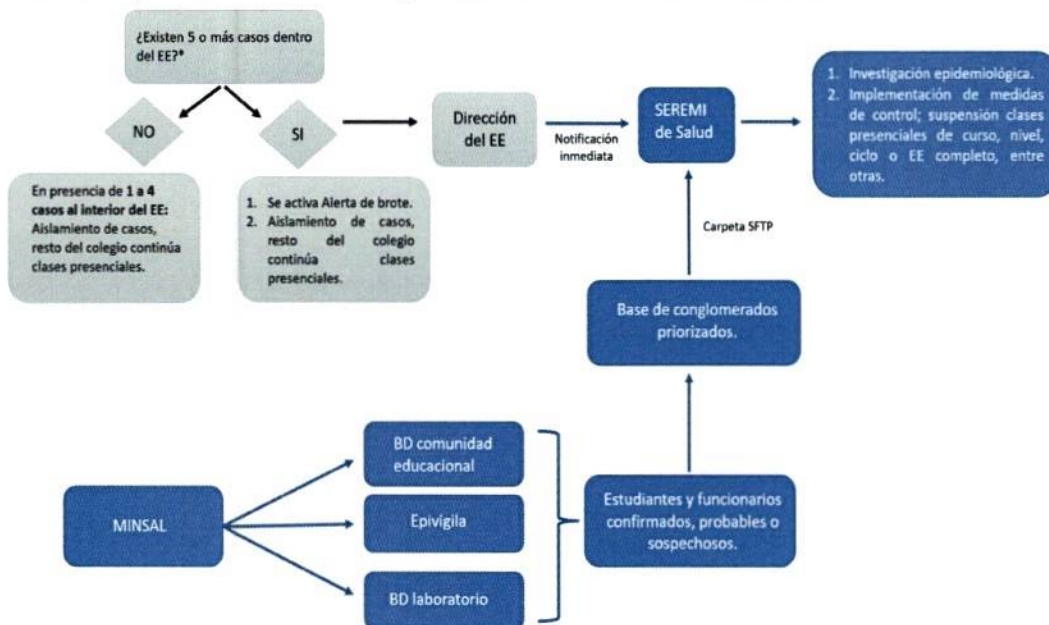 ¿Existen 5 o más casos dentro
del EE?*
NO
SI
Dirección
del EE
Notificación
inmediata
SEREMI
de Salud
1. Investigación epidemiológica.
2. Implementación de medidas
de control; suspensión clases
presenciales de curso, nivel,
ciclo o EE completo, entre
otras.
En presencia de 1 a 4
casos al interior del EE:
Aislamiento de casos,
resto del colegio continúa
clases presenciales.
1. Se activa Alerta de brote.
2. Aislamiento de casos,
resto del colegio
continúa clases
presenciales.
Carpeta SFTP
Base de conglomerados
priorizados.
MINSAL
BD comunidad
educacional
Epivigila
BD laboratorio
Estudiantes y funcionarios
confirmados, probables o
sospechosos.